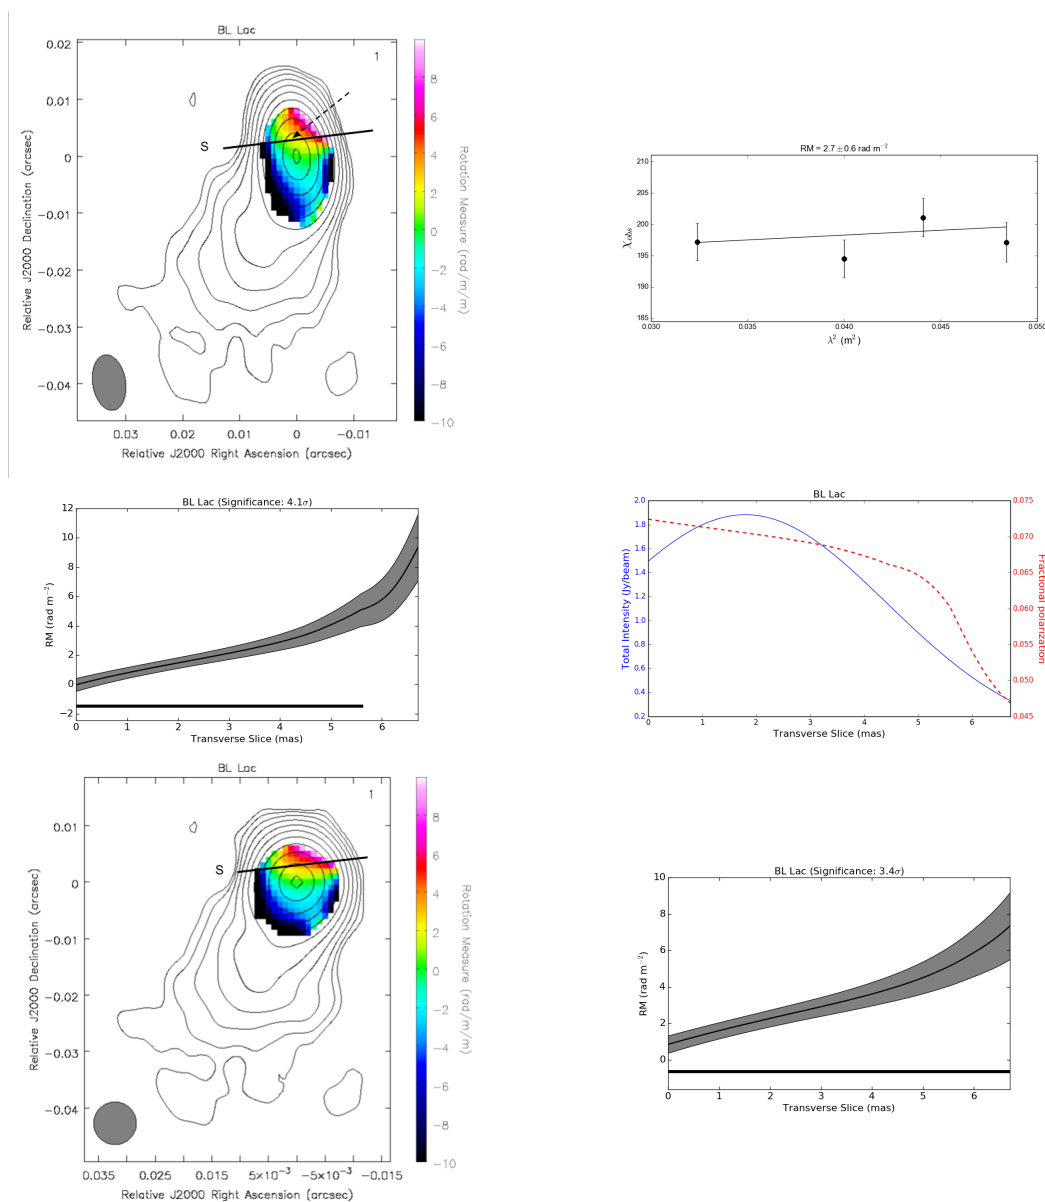 BL Lac
1
S
0.02
0.01
0
−0.01
−0.02
−0.03
−0.04
Relative J2000 Declination (arcsec)
0.03 0.02 0.01 0 −0.01
Relative J2000 Right Ascension (arcsec)
8
6
4
2
0
−2
−4
−6
−8
−10
Rotation Measure (rad/m/m)
RM = 2.7 ± 0.6 rad m⁻²
210
205
200
195
190
185
χobs
0.030 0.035 0.040 0.045 0.050
λ² (m²)
BL Lac (Significance: 4.1σ)
12
10
8
6
4
2
0
−2
RM (rad m⁻²)
0 1 2 3 4 5 6
Transverse Slice (mas)
BL Lac
2.0
1.8
1.6
1.4
1.2
1.0
0.8
0.6
0.4
0.2
Total Intensity (Jy/beam)
0.075
0.070
0.065
0.060
0.055
0.050
0.045
Fractional polarization
0 1 2 3 4 5 6
Transverse Slice (mas)
BL Lac
1
S
0.01
0
−0.01
−0.02
−0.03
−0.04
Relative J2000 Declination (arcsec)
0.035 0.025 0.015 5×10⁻³ −5×10⁻³ −0.015
Relative J2000 Right Ascension (arcsec)
8
6
4
2
0
−2
−4
−6
−8
−10
Rotation Measure (rad/m/m)
BL Lac (Significance: 3.4σ)
10
8
6
4
2
0
RM (rad m⁻²)
0 1 2 3 4 5 6
Transverse Slice (mas)